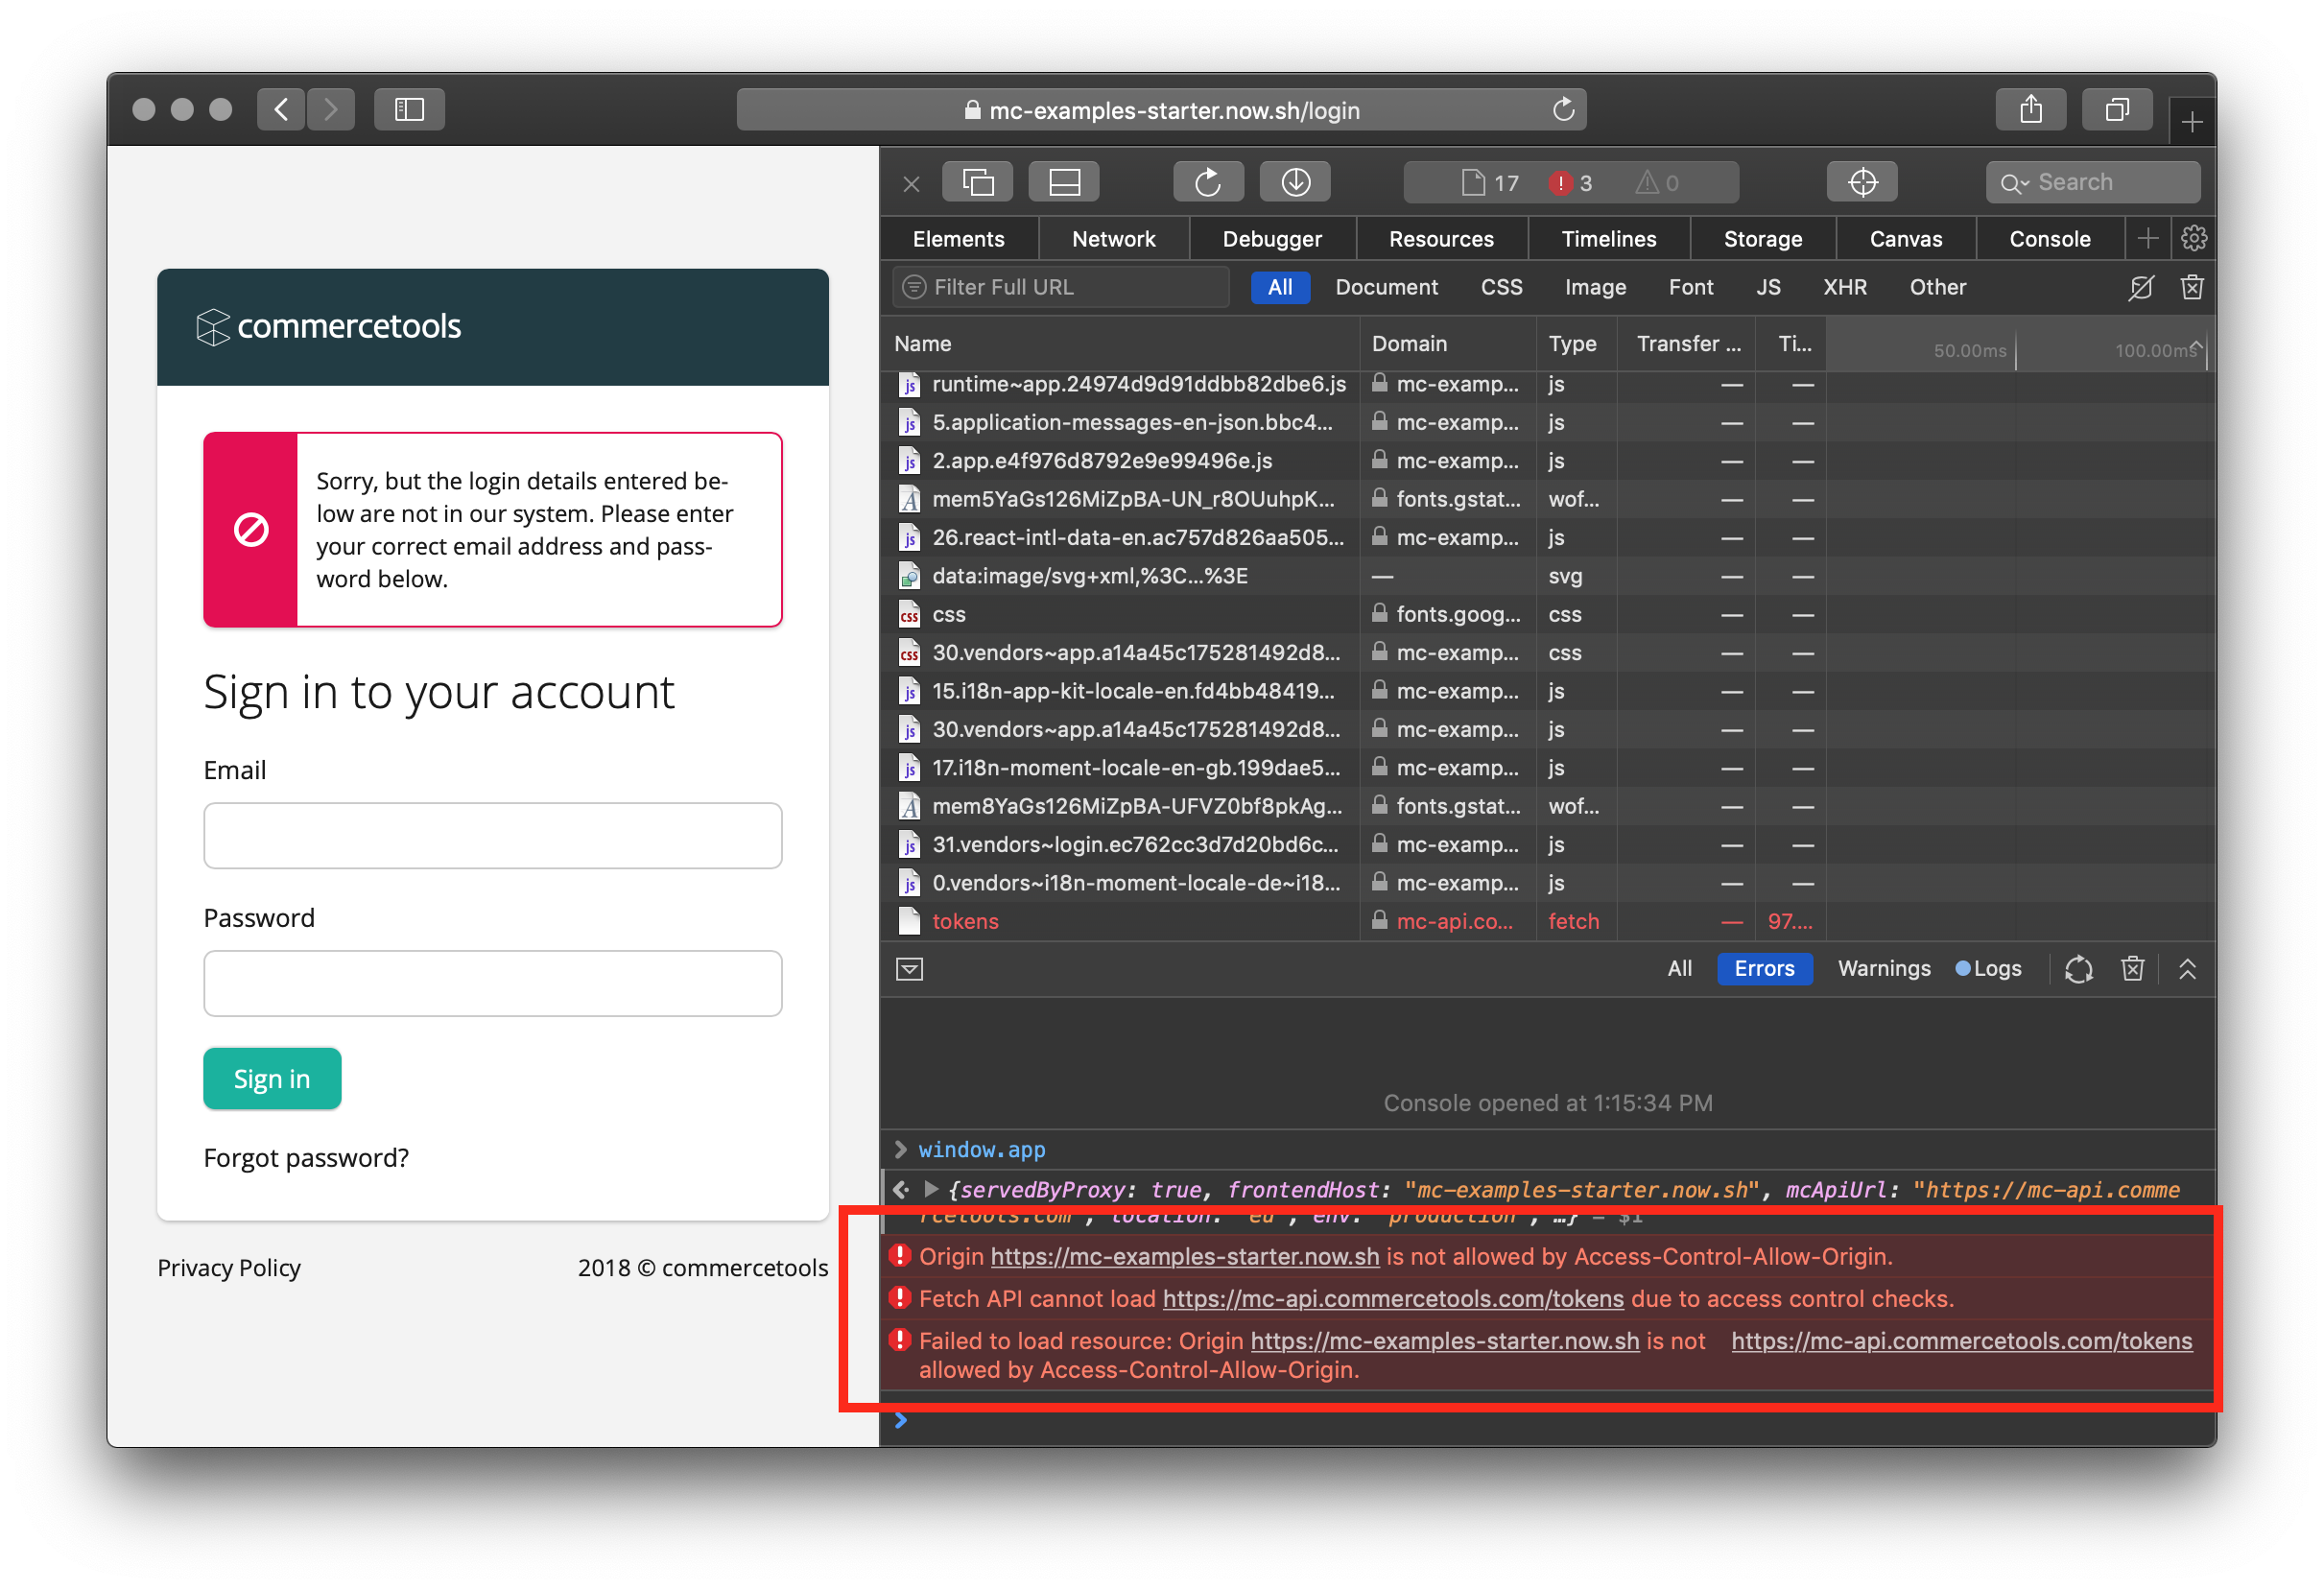 mc-examples-starter.now.sh/login
17 3 0
Search
Elements Network Debugger Resources Timelines Storage Canvas Console
Filter Full URL All Document CSS Image Font JS XHR Other
Name Domain Type Transfer ... Ti... 50.00ms 100.00ms
runtime~app.24974d9d91ddbb82dbe6.js mc-examp... js — —
5.application-messages-en-json.bbc4... mc-examp... js — —
2.app.e4f976d8792e9e99496e.js mc-examp... js — —
mem5YaGs126MiZpBA-UN_r8OUuhpK... fonts.gstat... wof... — —
26.react-intl-data-en.ac757d826aa505... mc-examp... js — —
data:image/svg+xml,%3C...%3E — svg — —
css fonts.goog... css — —
30.vendors~app.a14a45c175281492d8... mc-examp... css — —
15.i18n-app-kit-locale-en.fd4bb48419... mc-examp... js — —
30.vendors~app.a14a45c175281492d8... mc-examp... js — —
17.i18n-moment-locale-en-gb.199dae5... mc-examp... js — —
mem8YaGs126MiZpBA-UFVZ0bf8pkAg... fonts.gstat... wof... — —
31.vendors~login.ec762cc3d7d20bd6c... mc-examp... js — —
0.vendors~i18n-moment-locale-de~i18... mc-examp... js — —
tokens mc-api.co... fetch — 97....
All Errors Warnings Logs
Console opened at 1:15:34 PM
window.app
{servedByProxy: true, frontendHost: "mc-examples-starter.now.sh", mcApiUrl: "https://mc-api.comme
rcetools.com", location: "eu", env: "production", …} = $1
Origin https://mc-examples-starter.now.sh is not allowed by Access-Control-Allow-Origin.
Fetch API cannot load https://mc-api.commercetools.com/tokens due to access control checks.
Failed to load resource: Origin https://mc-examples-starter.now.sh is not https://mc-api.commercetools.com/tokens
allowed by Access-Control-Allow-Origin.
commercetools
Sorry, but the login details entered be-
low are not in our system. Please enter
your correct email address and pass-
word below.
Sign in to your account
Email
Password
Sign in
Forgot password?
Privacy Policy 2018 © commercetools